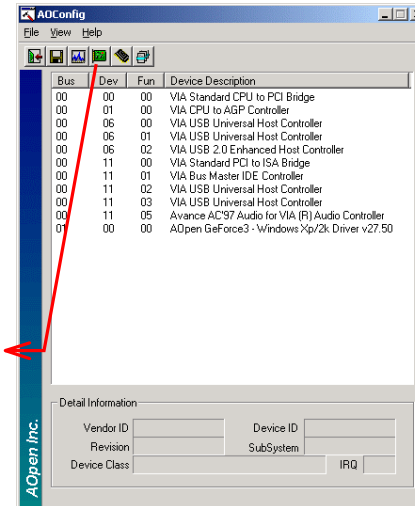 AOConfig
File View Help
Bus Dev Fun Device Description
00 00 00 VIA Standard CPU to PCI Bridge
00 01 00 VIA CPU to AGP Controller
00 06 00 VIA USB Universal Host Controller
00 06 01 VIA USB Universal Host Controller
00 06 02 VIA USB 2.0 Enhanced Host Controller
00 11 00 VIA Standard PCI to ISA Bridge
00 11 01 VIA Bus Master IDE Controller
00 11 02 VIA USB Universal Host Controller
00 11 03 VIA USB Universal Host Controller
00 11 05 Avance AC'97 Audio for VIA (R) Audio Controller
01 00 00 AOpen GeForce3 - Windows Xp/2k Driver v27.50
Detail Information
Vendor ID Device ID
Revision SubSystem
Device Class IRQ
AOpen Inc.